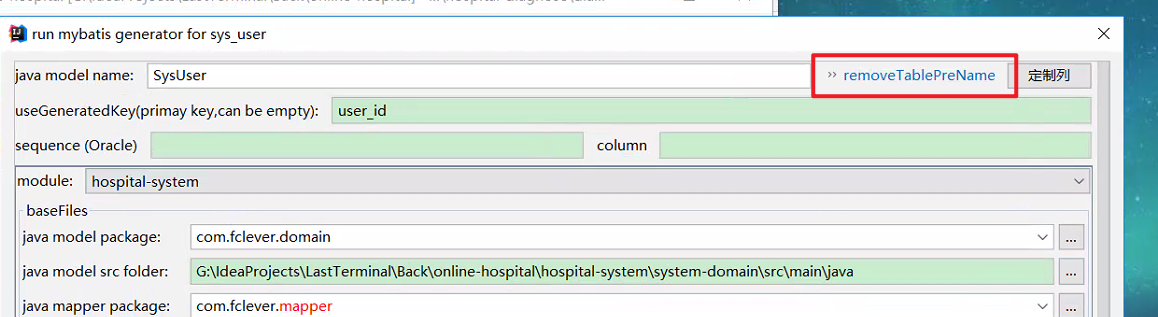 run mybatis generator for sys_user
java model name: SysUser >> removeTablePreName 定制列
useGeneratedKey(primay key,can be empty): user_id
sequence (Oracle) column
module: hospital-system
baseFiles
java model package: com.fclever.domain ...
java model src folder: G:\IdeaProjects\LastTerminal\Back\online-hospital\hospital-system\system-domain\src\main\java ...
java mapper package: com.fclever.mapper ...